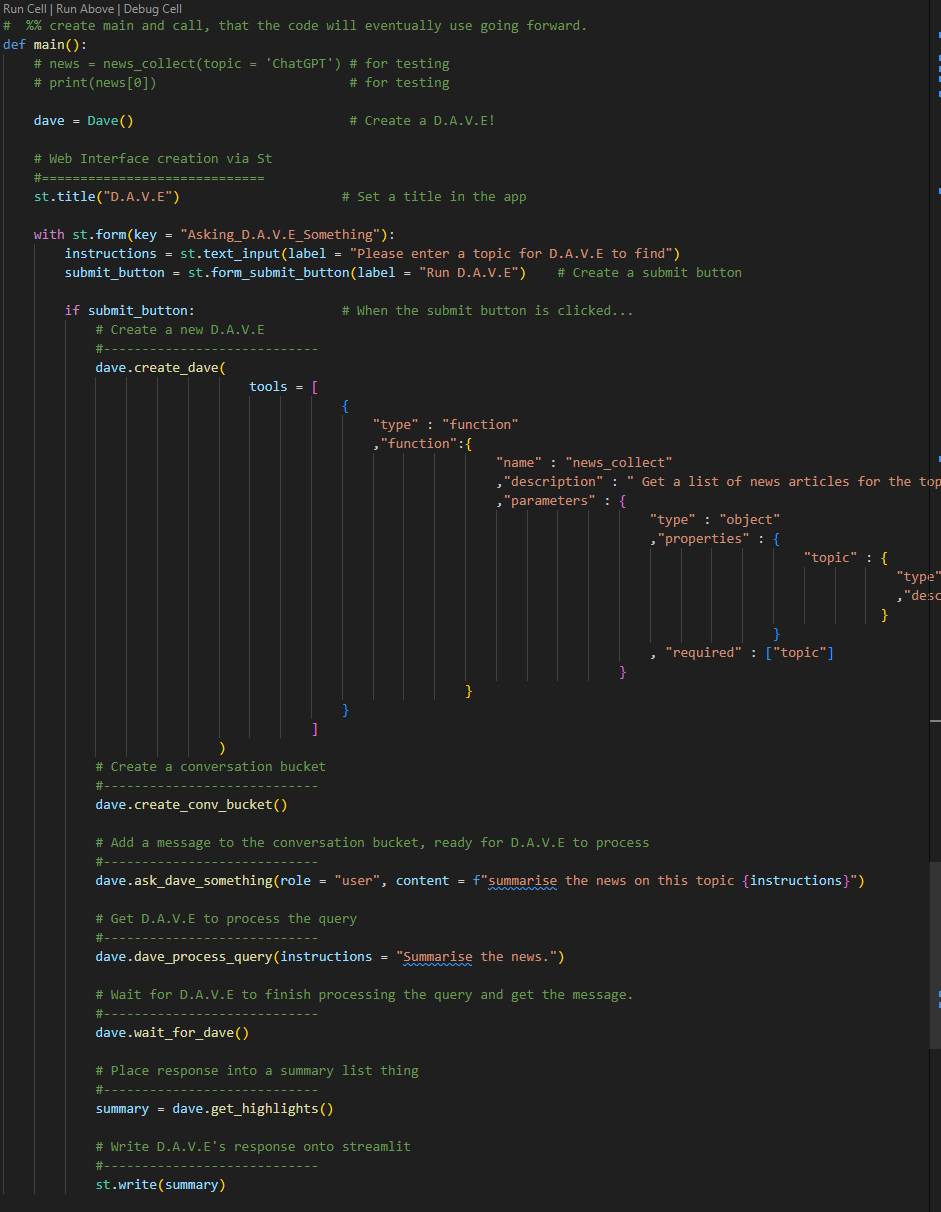 Run Cell | Run Above | Debug Cell
#  %% create main and call, that the code will eventually use going forward.
def main():
    # news = news_collect(topic = 'ChatGPT') # for testing
    # print(news[0])                         # for testing

    dave = Dave()                            # Create a D.A.V.E!

    # Web Interface creation via St
    #=============================
    st.title("D.A.V.E")                     # Set a title in the app

    with st.form(key = "Asking_D.A.V.E_Something"):
        instructions = st.text_input(label = "Please enter a topic for D.A.V.E to find")
        submit_button = st.form_submit_button(label = "Run D.A.V.E")    # Create a submit button

        if submit_button:                   # When the submit button is clicked...
            # Create a new D.A.V.E
            #----------------------------
            dave.create_dave(
                                tools = [
                                            {
                                                "type" : "function"
                                                ,"function":{
                                                                "name" : "news_collect"
                                                                ,"description" : " Get a list of news articles for the top
                                                                ,"parameters" : {
                                                                                    "type" : "object"
                                                                                    ,"properties" : {
                                                                                                        "topic" : {
                                                                                                                    "type"
                                                                                                                    ,"desc
                                                                                                                  }
                                                                                                    }
                                                                                    , "required" : ["topic"]
                                                                                }
                                                            }
                                            }
                                        ]
                            )
            # Create a conversation bucket
            #----------------------------
            dave.create_conv_bucket()

            # Add a message to the conversation bucket, ready for D.A.V.E to process
            #----------------------------
            dave.ask_dave_something(role = "user", content = f"summarise the news on this topic {instructions}")

            # Get D.A.V.E to process the query
            #----------------------------
            dave.dave_process_query(instructions = "Summarise the news.")

            # Wait for D.A.V.E to finish processing the query and get the message.
            #----------------------------
            dave.wait_for_dave()

            # Place response into a summary list thing
            #----------------------------
            summary = dave.get_highlights()

            # Write D.A.V.E's response onto streamlit
            #----------------------------
            st.write(summary)